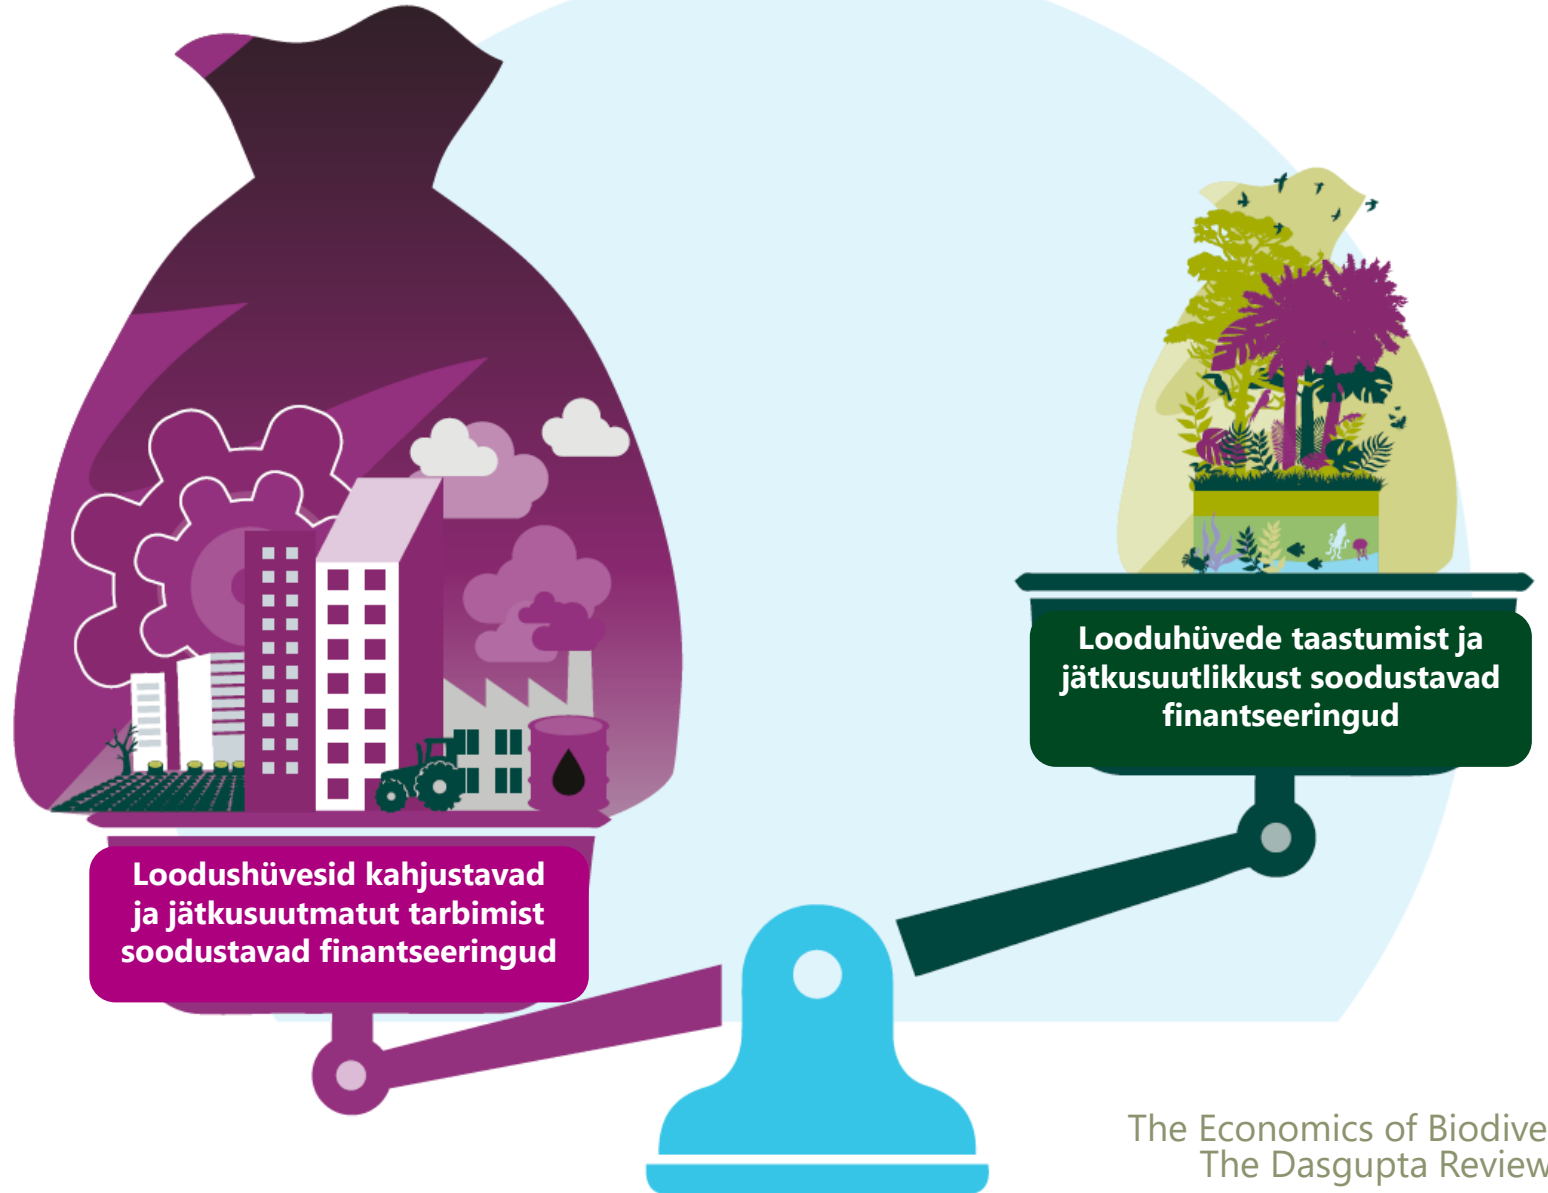 Looduhüvede taastumist ja
jätkusuutlikkust soodustavad
finantseeringud
Loodushüvesid kahjustavad
ja jätkusuutmatut tarbimist
soodustavad finantseeringud
The Economics of Biodive
The Dasgupta Review